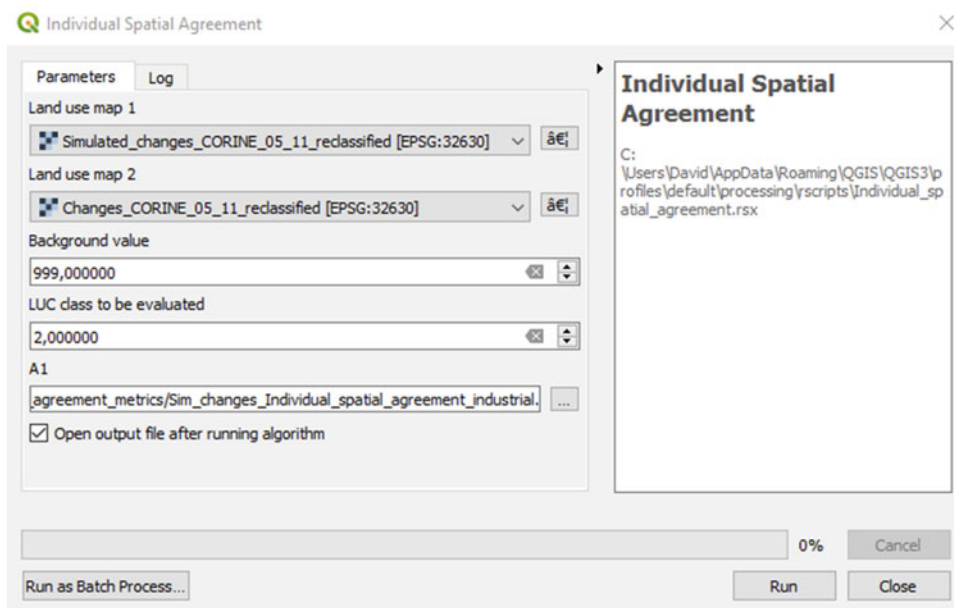 Individual Spatial Agreement
Parameters
Log
Land use map 1
Simulated_changes_CORINE_05_11_reclassified [EPSG:32630]
â€¦
Land use map 2
Changes_CORINE_05_11_reclassified [EPSG:32630]
â€¦
Background value
999,000000
LUC class to be evaluated
2,000000
A1
_agreement_metrics/Sim_changes_Individual_spatial_agreement_industrial.
...
Open output file after running algorithm
Individual Spatial
Agreement
C:
\Users\David\AppData\Roaming\QGIS\QGIS3\p
rofiles\default\processing\rscripts\Individual_sp
atial_agreement.rsx
0%
Cancel
Run as Batch Process...
Run
Close